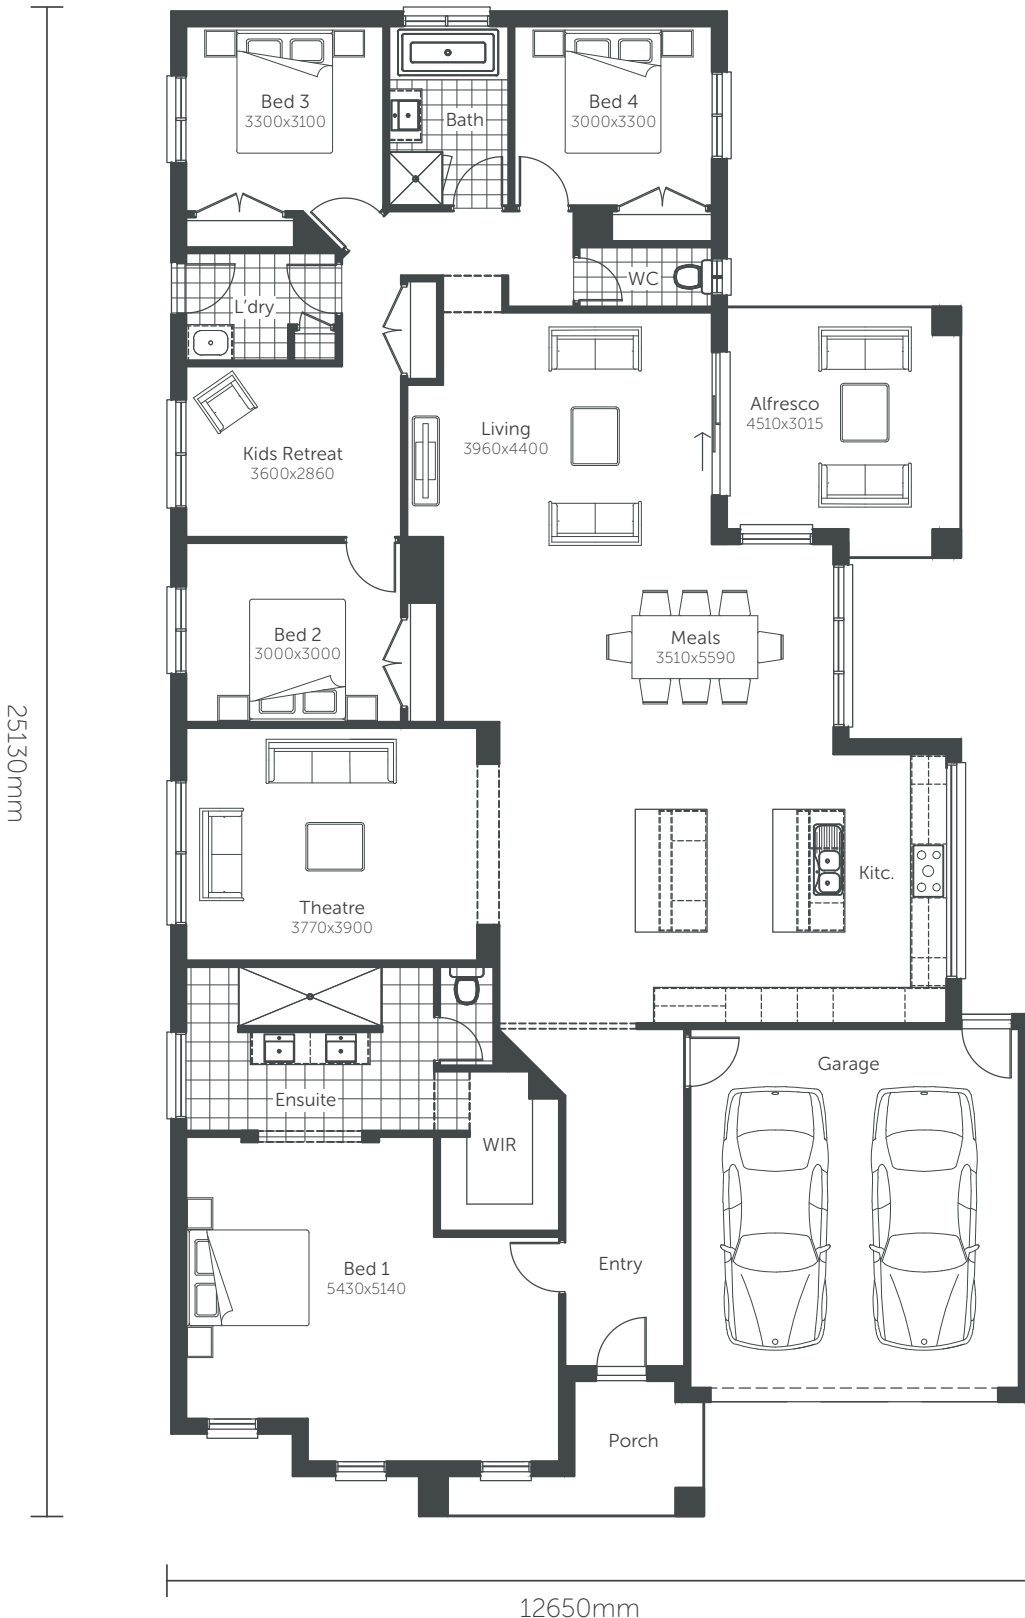 Bed 3
3300x3100
Bath
Bed 4
3000x3300
WC
L'dry
Alfresco
4510x3015
Living
3960x4400
Kids Retreat
3600x2860
Bed 2
3000x3000
Meals
3510x5590
25130mm
Kitc.
Theatre
3770x3900
Garage
Ensuite
WIR
Entry
Bed 1
5430x5140
Porch
12650mm